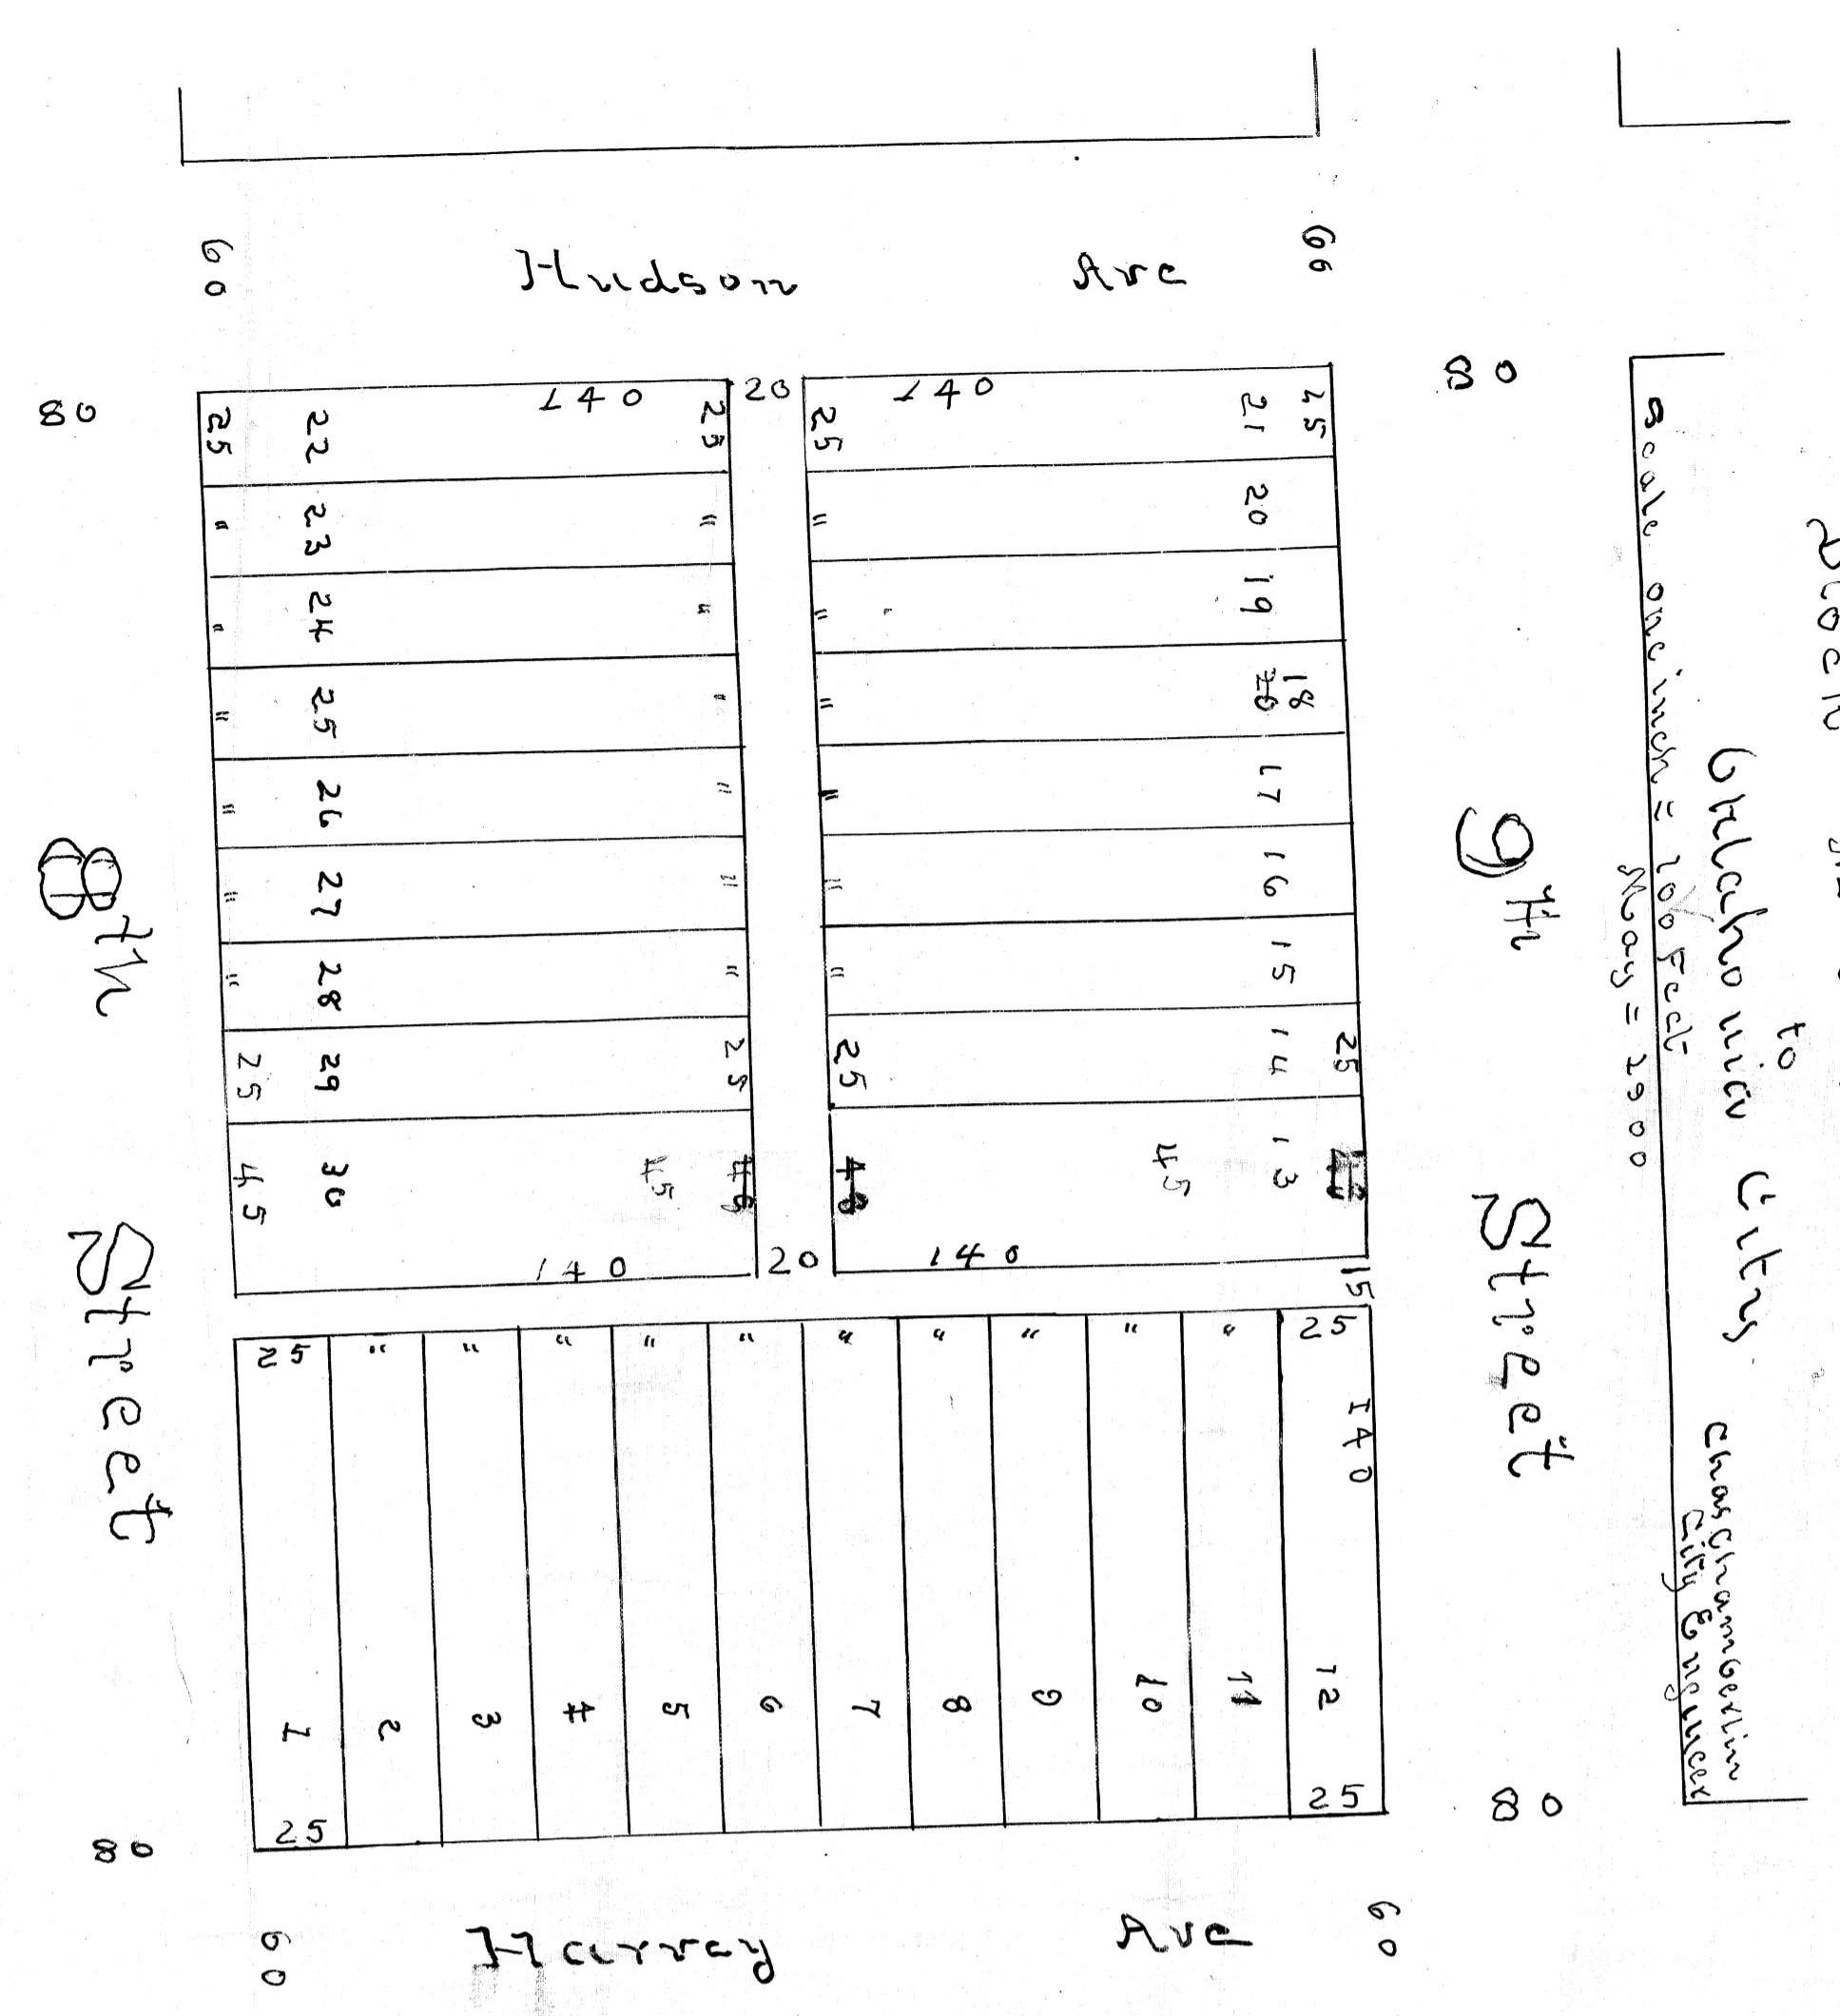 60 Hudson Ave 60
80 80
140 20 140
25 22 25 25 21 25
" 23 " " 20
" 24 " " 19
" 25 " " 18
" 26 " " 17
" 27 " " 16
" 28 " " 15
25 29 25 25 14 25
45 30 45 45 13
140 20 140
15
25 " " " " " " " " " " 25
140
1 2 3 4 5 6 7 8 9 10 11 12
25 25
80 80
60 Harvey Ave 60
8th Street
9th Street
to
Oklahoma City
Scale one inch = 100 Feet
Chas Chamberlin
City Engineer